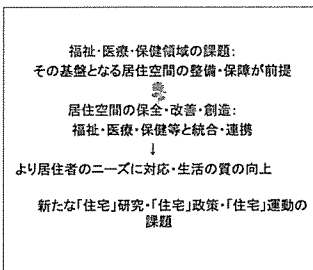 福祉・医療・保健領域の課題:
その基盤となる居住空間の整備・保障が前提
居住空間の保全・改善・創造:
福祉・医療・保健等と統合・連携
↓
より居住者のニーズに対応・生活の質の向上
新たな「住宅」研究・「住宅」政策・「住宅」運動の
課題